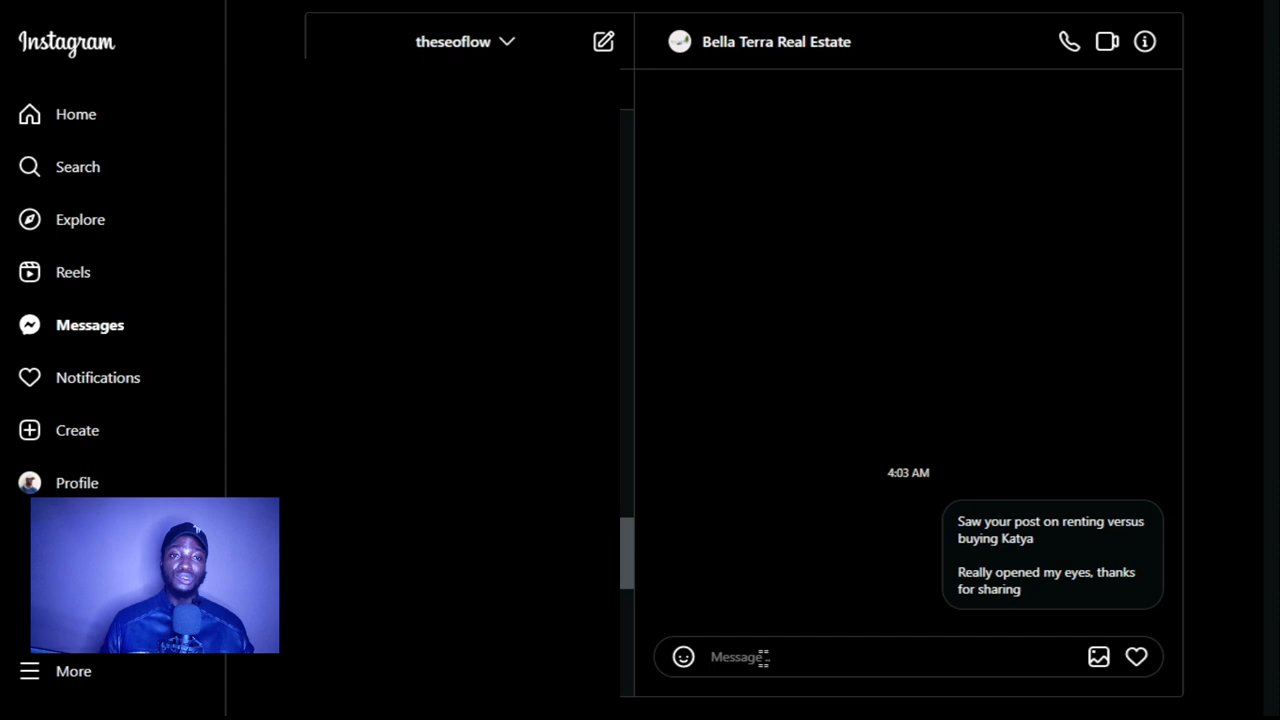 Instagram
Home
Search
Explore
Reels
Messages
Notifications
Create
Profile
More
theseoflow
Bella Terra Real Estate
4:03 AM
Saw your post on renting versus
buying Katya
Really opened my eyes, thanks
for sharing
Message...